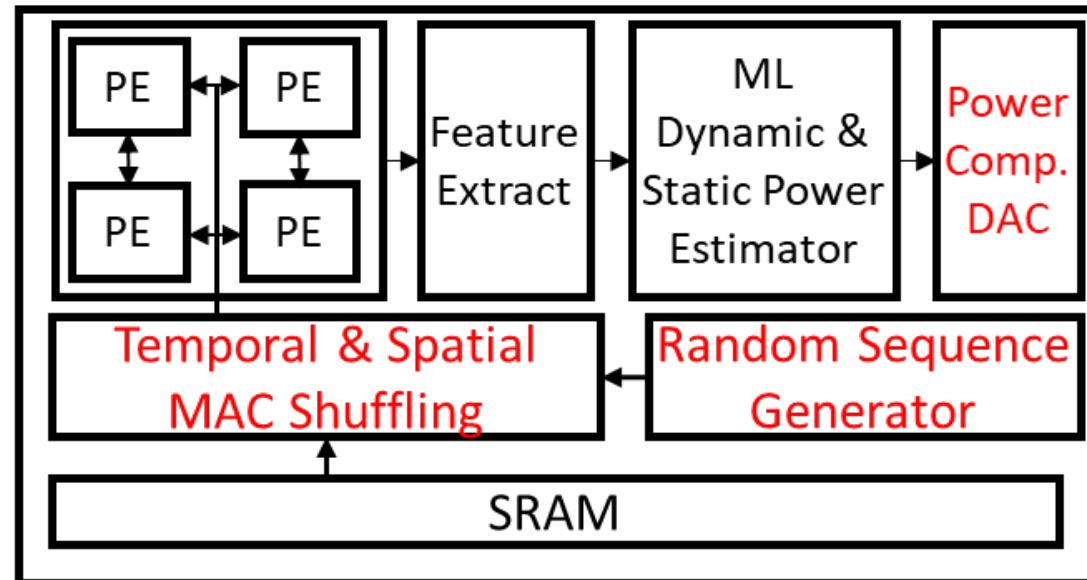 PE
PE
PE
PE
Feature
Extract
ML
Dynamic &
Static Power
Estimator
Power
Comp.
DAC
Temporal & Spatial
MAC Shuffling
Random Sequence
Generator
SRAM